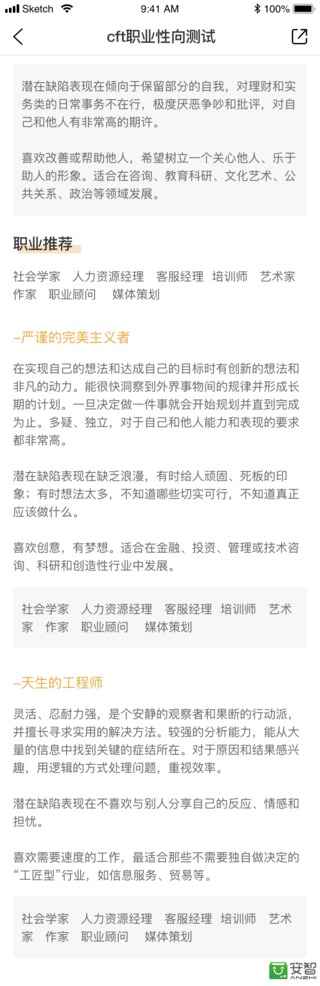 Sketch 9:41 AM 100%
cft职业性向测试
潜在缺陷表现在倾向于保留部分的自我，对理财和实
务类的日常事务不在行，极度厌恶争吵和批评，对自
己和他人有非常高的期许。
喜欢改善或帮助他人，希望树立一个关心他人、乐于
助人的形象。适合在咨询、教育科研、文化艺术、公
共关系、政治等领域发展。
职业推荐
社会学家 人力资源经理 客服经理 培训师 艺术家
作家 职业顾问 媒体策划
–严谨的完美主义者
在实现自己的想法和达成自己的目标时有创新的想法和
非凡的动力。能很快洞察到外界事物间的规律并形成长
期的计划。一旦决定做一件事就会开始规划并直到完成
为止。多疑、独立，对于自己和他人能力和表现的要求
都非常高。
潜在缺陷表现在缺乏浪漫，有时给人顽固、死板的印
象；有时想法太多，不知道哪些切实可行，不知道真正
应该做什么。
喜欢创意，有梦想。适合在金融、投资、管理或技术咨
询、科研和创造性行业中发展。
社会学家 人力资源经理 客服经理 培训师 艺术
家 作家 职业顾问 媒体策划
–天生的工程师
灵活、忍耐力强，是个安静的观察者和果断的行动派，
并擅长寻求实用的解决方法。较强的分析能力，能从大
量的信息中找到关键的症结所在。对于原因和结果感兴
趣，用逻辑的方式处理问题，重视效率。
潜在缺陷表现在不喜欢与别人分享自己的反应、情感和
担忧。
喜欢需要速度的工作，最适合那些不需要独自做决定的
“工匠型”行业，如信息服务、贸易等。
社会学家 人力资源经理 客服经理 培训师 艺术
家 作家 职业顾问 媒体策划
安智
ANZHI